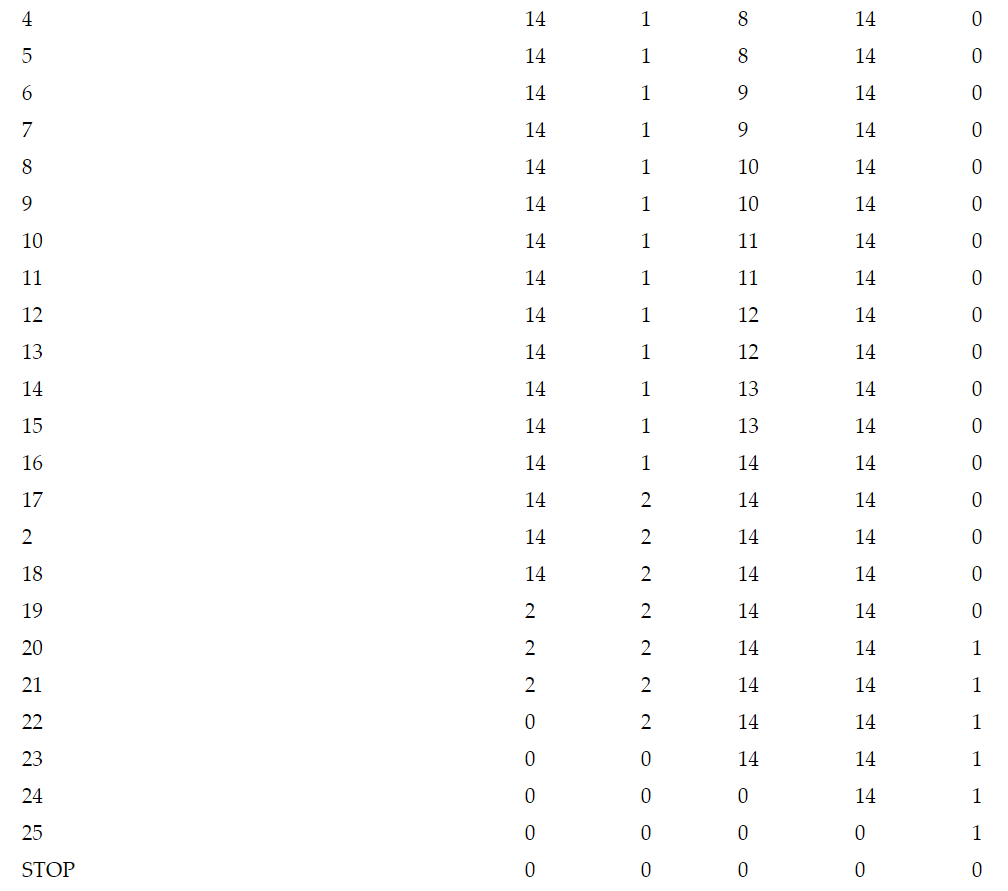 4 14 1 8 14 0
5 14 1 8 14 0
6 14 1 9 14 0
7 14 1 9 14 0
8 14 1 10 14 0
9 14 1 10 14 0
10 14 1 11 14 0
11 14 1 11 14 0
12 14 1 12 14 0
13 14 1 12 14 0
14 14 1 13 14 0
15 14 1 13 14 0
16 14 1 14 14 0
17 14 2 14 14 0
2 14 2 14 14 0
18 14 2 14 14 0
19 2 2 14 14 0
20 2 2 14 14 1
21 2 2 14 14 1
22 0 2 14 14 1
23 0 0 14 14 1
24 0 0 0 14 1
25 0 0 0 0 1
STOP 0 0 0 0 0